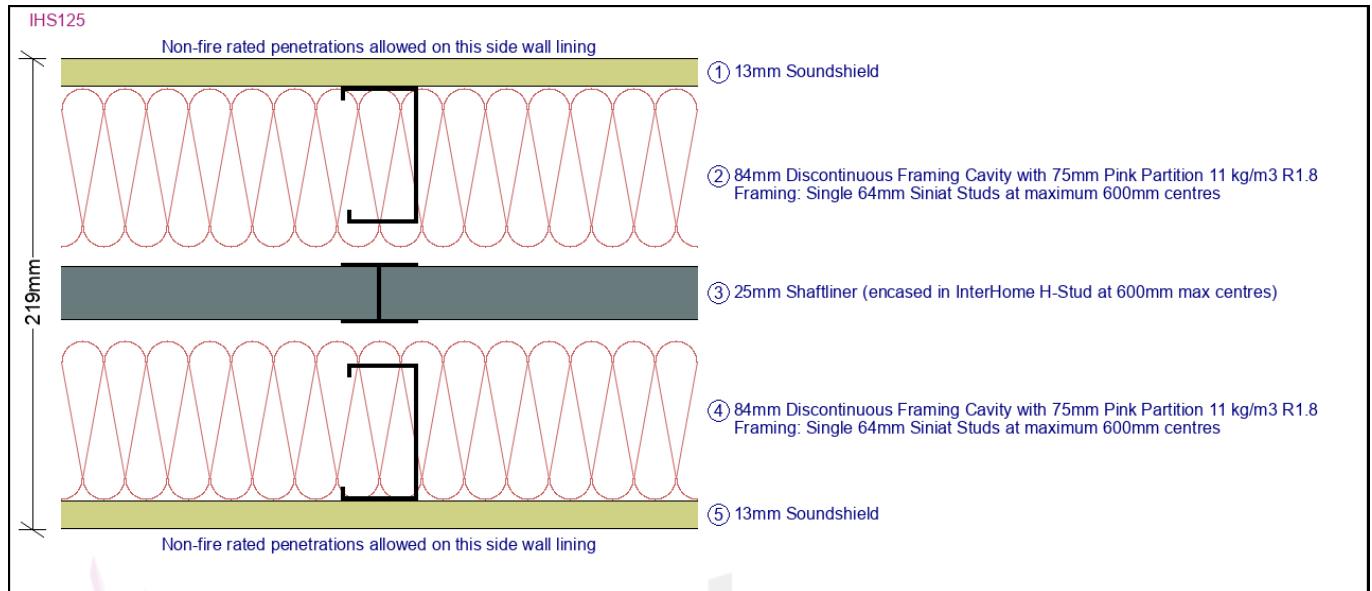 IHS125
Non-fire rated penetrations allowed on this side wall lining
1 13mm Soundshield
2 84mm Discontinuous Framing Cavity with 75mm Pink Partition 11 kg/m3 R1.8
Framing: Single 64mm Siniat Studs at maximum 600mm centres
219mm
3 25mm Shaftliner (encased in InterHome H-Stud at 600mm max centres)
4 84mm Discontinuous Framing Cavity with 75mm Pink Partition 11 kg/m3 R1.8
Framing: Single 64mm Siniat Studs at maximum 600mm centres
5 13mm Soundshield
Non-fire rated penetrations allowed on this side wall lining